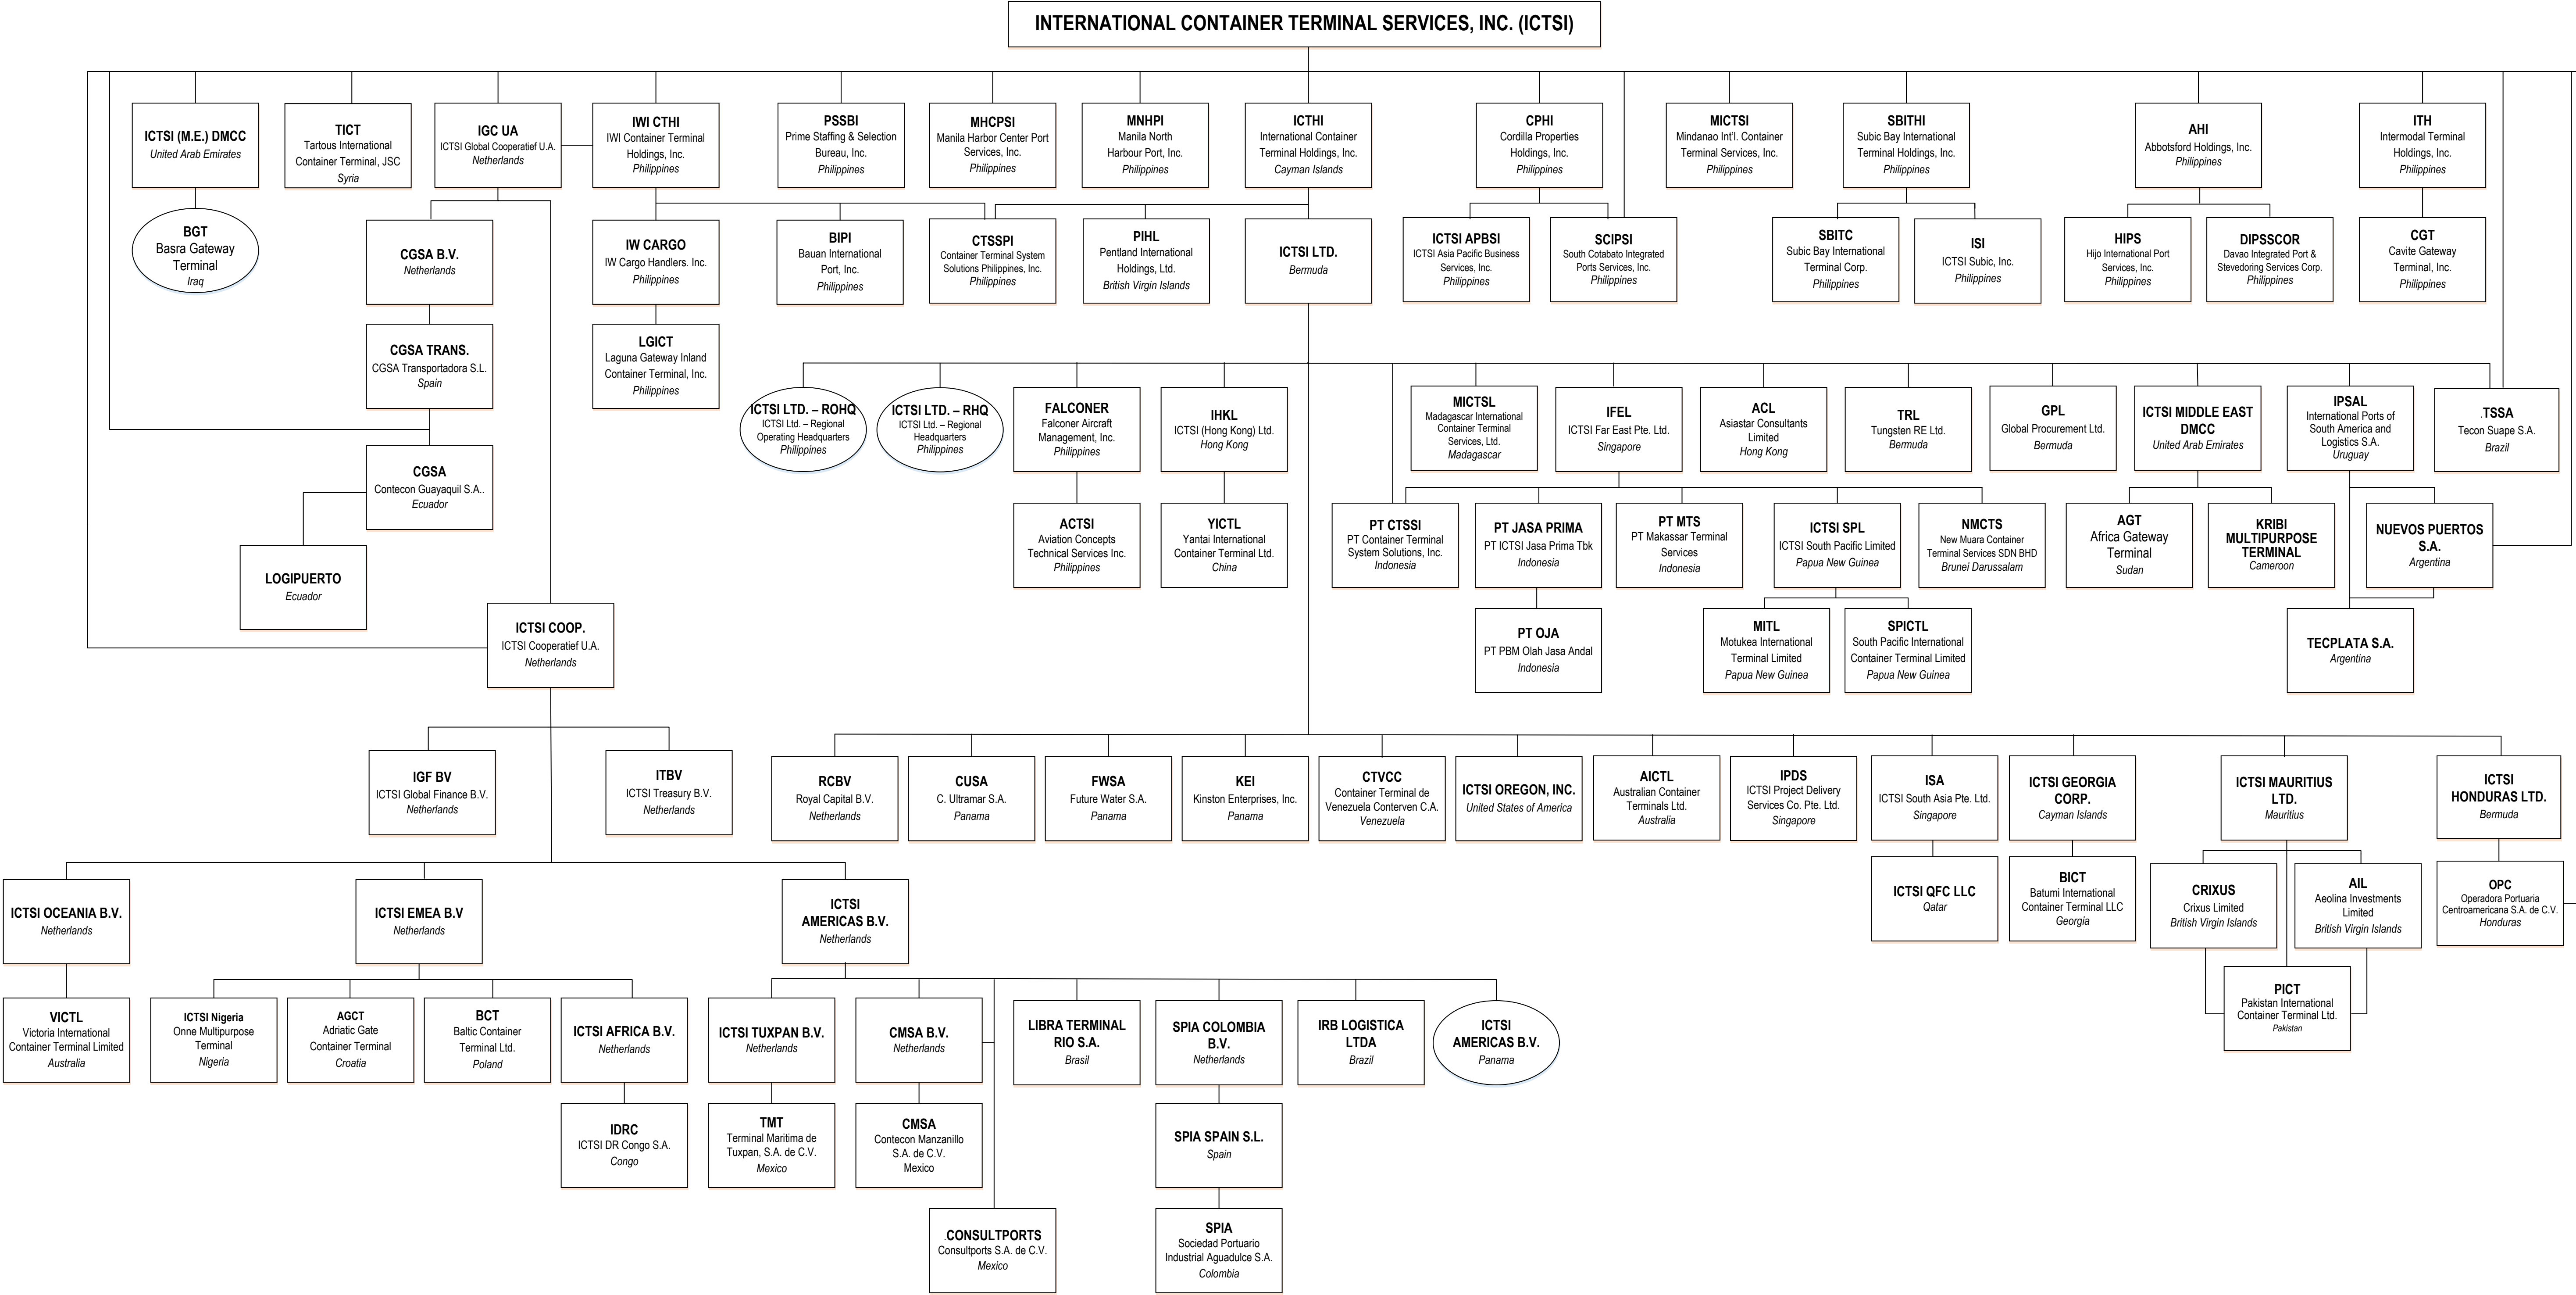 INTERNATIONAL CONTAINER TERMINAL SERVICES, INC. (ICTSI)
ICTSI (M.E.) DMCC
United Arab Emirates
TICT
Tartous International
Container Terminal, JSC
Syria
IGC UA
ICTSI Global Cooperatief U.A.
Netherlands
IWI CTHI
IWI Container Terminal
Holdings, Inc.
Philippines
PSSBI
Prime Staffing & Selection
Bureau, Inc.
Philippines
MHCPSI
Manila Harbor Center Port
Services, Inc.
Philippines
MNHPI
Manila North
Harbour Port, Inc.
Philippines
ICTHI
International Container
Terminal Holdings, Inc.
Cayman Islands
CPHI
Cordilla Properties
Holdings, Inc.
Philippines
MICTSI
Mindanao Int'l. Container
Terminal Services, Inc.
Philippines
SBITHI
Subic Bay International
Terminal Holdings, Inc.
Philippines
AHI
Abbotsford Holdings, Inc.
Philippines
ITH
Intermodal Terminal
Holdings, Inc.
Philippines
BGT
Basra Gateway
Terminal
Iraq
CGSA B.V.
Netherlands
IW CARGO
IW Cargo Handlers. Inc.
Philippines
BIPI
Bauan International
Port, Inc.
Philippines
CTSSPI
Container Terminal System
Solutions Philippines, Inc.
Philippines
PIHL
Pentland International
Holdings, Ltd.
British Virgin Islands
ICTSI LTD.
Bermuda
ICTSI APBSI
ICTSI Asia Pacific Business
Services, Inc.
Philippines
SCIPSI
South Cotabato Integrated
Ports Services, Inc.
Philippines
SBITC
Subic Bay International
Terminal Corp.
Philippines
ISI
ICTSI Subic, Inc.
Philippines
HIPS
Hijo International Port
Services, Inc.
Philippines
DIPSSCOR
Davao Integrated Port &
Stevedoring Services Corp.
Philippines
CGT
Cavite Gateway
Terminal, Inc.
Philippines
CGSA TRANS.
CGSA Transportadora S.L.
Spain
LGICT
Laguna Gateway Inland
Container Terminal, Inc.
Philippines
ICTSI LTD. – ROHQ
ICTSI Ltd. – Regional
Operating Headquarters
Philippines
ICTSI LTD. – RHQ
ICTSI Ltd. – Regional
Headquarters
Philippines
FALCONER
Falconer Aircraft
Management, Inc.
Philippines
IHKL
ICTSI (Hong Kong) Ltd.
Hong Kong
MICTSL
Madagascar International
Container Terminal
Services, Ltd.
Madagascar
IFEL
ICTSI Far East Pte. Ltd.
Singapore
ACL
Asiastar Consultants
Limited
Hong Kong
TRL
Tungsten RE Ltd.
Bermuda
GPL
Global Procurement Ltd.
Bermuda
ICTSI MIDDLE EAST
DMCC
United Arab Emirates
IPSAL
International Ports of
South America and
Logistics S.A.
Uruguay
.TSSA
Tecon Suape S.A.
Brazil
CGSA
Contecon Guayaquil S.A..
Ecuador
ACTSI
Aviation Concepts
Technical Services Inc.
Philippines
YICTL
Yantai International
Container Terminal Ltd.
China
PT CTSSI
PT Container Terminal
System Solutions, Inc.
Indonesia
PT JASA PRIMA
PT ICTSI Jasa Prima Tbk
Indonesia
PT MTS
PT Makassar Terminal
Services
Indonesia
ICTSI SPL
ICTSI South Pacific Limited
Papua New Guinea
NMCTS
New Muara Container
Terminal Services SDN BHD
Brunei Darussalam
AGT
Africa Gateway
Terminal
Sudan
KRIBI
MULTIPURPOSE
TERMINAL
Cameroon
NUEVOS PUERTOS
S.A.
Argentina
LOGIPUERTO
Ecuador
ICTSI COOP.
ICTSI Cooperatief U.A.
Netherlands
PT OJA
PT PBM Olah Jasa Andal
Indonesia
MITL
Motukea International
Terminal Limited
Papua New Guinea
SPICTL
South Pacific International
Container Terminal Limited
Papua New Guinea
TECPLATA S.A.
Argentina
IGF BV
ICTSI Global Finance B.V.
Netherlands
ITBV
ICTSI Treasury B.V.
Netherlands
RCBV
Royal Capital B.V.
Netherlands
CUSA
C. Ultramar S.A.
Panama
FWSA
Future Water S.A.
Panama
KEI
Kinston Enterprises, Inc.
Panama
CTVCC
Container Terminal de
Venezuela Conterven C.A.
Venezuela
ICTSI OREGON, INC.
United States of America
AICTL
Australian Container
Terminals Ltd.
Australia
IPDS
ICTSI Project Delivery
Services Co. Pte. Ltd.
Singapore
ISA
ICTSI South Asia Pte. Ltd.
Singapore
ICTSI GEORGIA
CORP.
Cayman Islands
ICTSI MAURITIUS
LTD.
Mauritius
ICTSI
HONDURAS LTD.
Bermuda
ICTSI OCEANIA B.V.
Netherlands
ICTSI EMEA B.V
Netherlands
ICTSI
AMERICAS B.V.
Netherlands
ICTSI QFC LLC
Qatar
BICT
Batumi International
Container Terminal LLC
Georgia
CRIXUS
Crixus Limited
British Virgin Islands
AIL
Aeolina Investments
Limited
British Virgin Islands
OPC
Operadora Portuaria
Centroamericana S.A. de C.V.
Honduras
VICTL
Victoria International
Container Terminal Limited
Australia
ICTSI Nigeria
Onne Multipurpose
Terminal
Nigeria
AGCT
Adriatic Gate
Container Terminal
Croatia
BCT
Baltic Container
Terminal Ltd.
Poland
ICTSI AFRICA B.V.
Netherlands
ICTSI TUXPAN B.V.
Netherlands
CMSA B.V.
Netherlands
LIBRA TERMINAL
RIO S.A.
Brasil
SPIA COLOMBIA
B.V.
Netherlands
IRB LOGISTICA
LTDA
Brazil
ICTSI
AMERICAS B.V.
Panama
PICT
Pakistan International
Container Terminal Ltd.
Pakistan
IDRC
ICTSI DR Congo S.A.
Congo
TMT
Terminal Maritima de
Tuxpan, S.A. de C.V.
Mexico
CMSA
Contecon Manzanillo
S.A. de C.V.
Mexico
SPIA SPAIN S.L.
Spain
.CONSULTPORTS
Consultports S.A. de C.V.
Mexico
SPIA
Sociedad Portuario
Industrial Aguadulce S.A.
Colombia